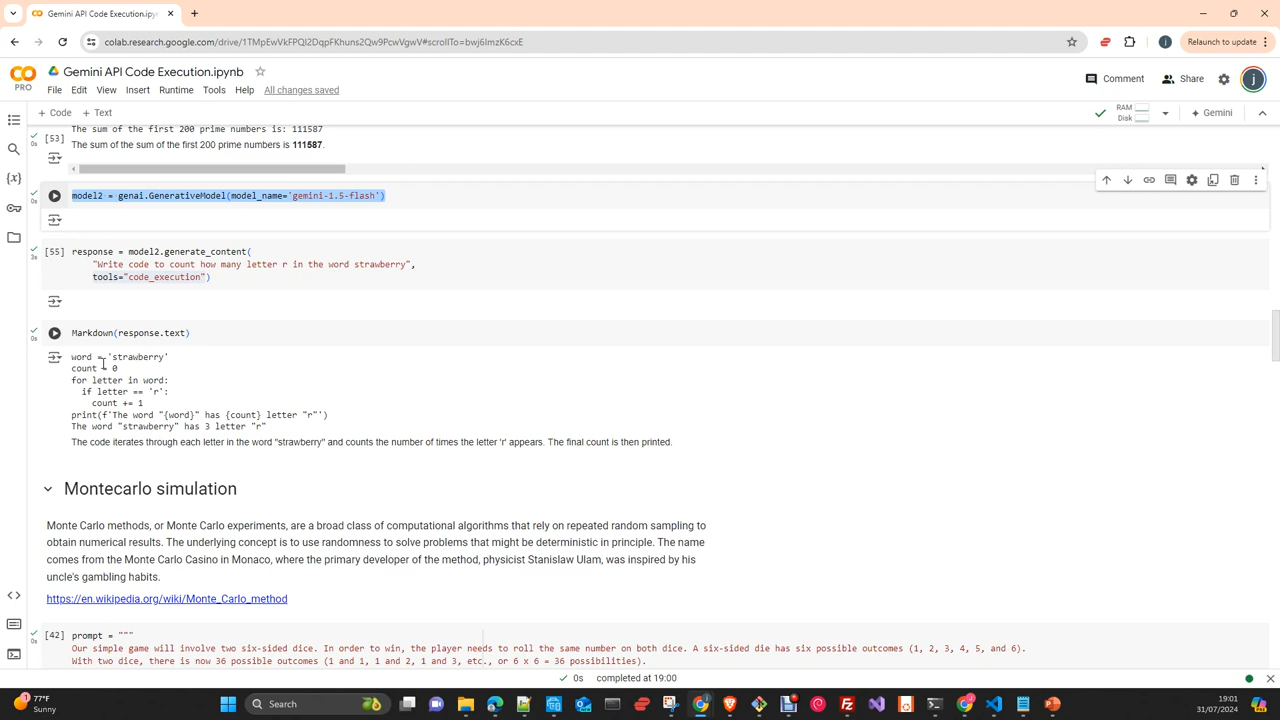 Gemini API Code Execution.ipyn
colab.research.google.com/drive/1TMpEwVkFPQI2DqpFKhuns2Qw9PcwVgwV#scrollTo=bwj6lmzK6cxE
Relaunch to update
CO
PRO
Gemini API Code Execution.ipynb
File Edit View Insert Runtime Tools Help All changes saved
Comment Share j
+ Code + Text
RAM
Disk
Gemini
The sum of the first 200 prime numbers is: 111587
[53]
The sum of the sum of the first 200 prime numbers is 111587.
0s
model2 = genai.GenerativeModel(model_name='gemini-1.5-flash')
0s
[55] response = model2.generate_content(
3s
"Write code to count how many letter r in the word strawberry",
tools="code_execution")
Markdown(response.text)
0s
word = 'strawberry'
count = 0
for letter in word:
if letter == 'r':
count += 1
print(f'The word "{word}" has {count} letter "r"')
The word "strawberry" has 3 letter "r"
The code iterates through each letter in the word "strawberry" and counts the number of times the letter 'r' appears. The final count is then printed.
Montecarlo simulation
Monte Carlo methods, or Monte Carlo experiments, are a broad class of computational algorithms that rely on repeated random sampling to
obtain numerical results. The underlying concept is to use randomness to solve problems that might be deterministic in principle. The name
comes from the Monte Carlo Casino in Monaco, where the primary developer of the method, physicist Stanislaw Ulam, was inspired by his
uncle's gambling habits.
https://en.wikipedia.org/wiki/Monte_Carlo_method
[42] prompt = """
0s
Our simple game will involve two six-sided dice. In order to win, the player needs to roll the same number on both dice. A six-sided die has six possible outcomes (1, 2, 3, 4, 5, and 6).
With two dice, there is now 36 possible outcomes (1 and 1, 1 and 2, 1 and 3, etc., or 6 x 6 = 36 possibilities).
0s completed at 19:00
77°F
Sunny
Search
19:01
31/07/2024